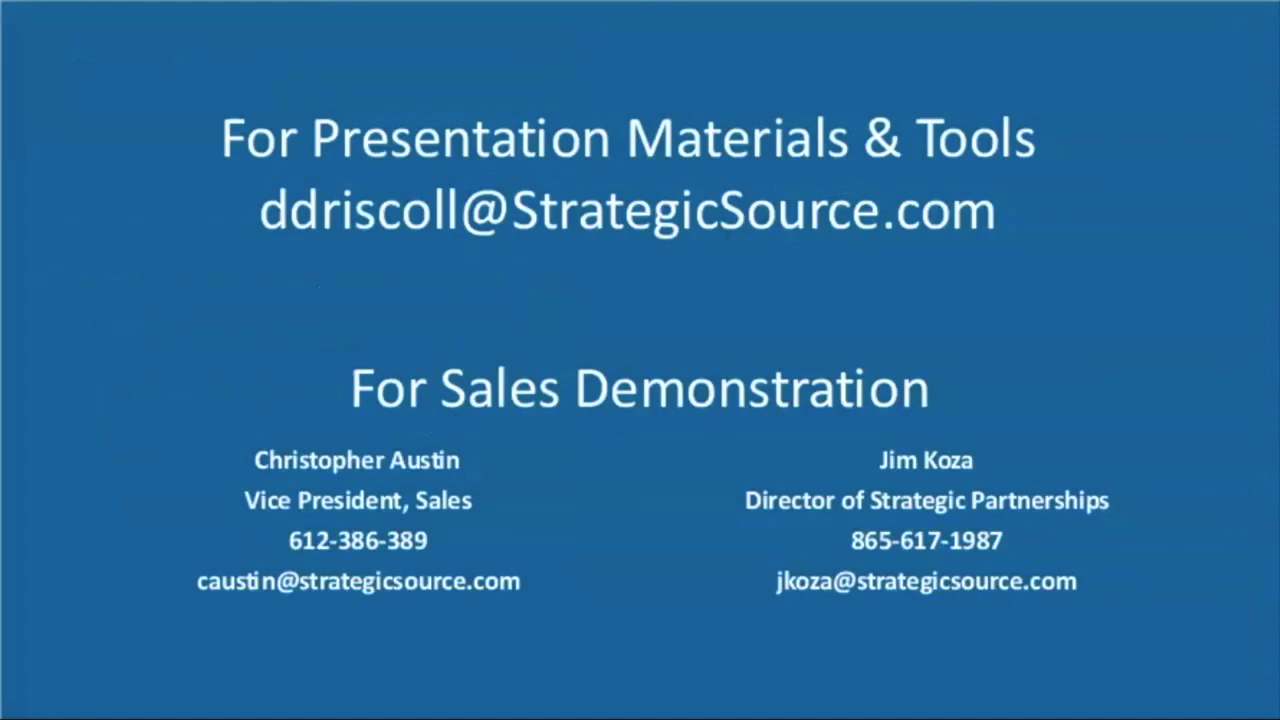 For Presentation Materials & Tools
ddriscoll@StrategicSource.com
For Sales Demonstration
Christopher Austin
Vice President, Sales
612-386-389
caustin@strategicsource.com
Jim Koza
Director of Strategic Partnerships
865-617-1987
jkoza@strategicsource.com